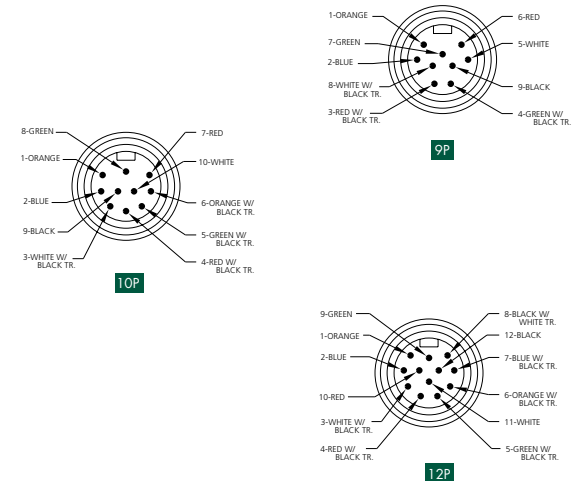 1-ORANGE
6-RED
7-GREEN
5-WHITE
2-BLUE
8-WHITE W/
BLACK TR.
9-BLACK
3-RED W/
BLACK TR.
4-GREEN W/
BLACK TR.
9P
8-GREEN
7-RED
1-ORANGE
10-WHITE
2-BLUE
6-ORANGE W/
BLACK TR.
9-BLACK
5-GREEN W/
BLACK TR.
3-WHITE W/
BLACK TR.
4-RED W/
BLACK TR.
10P
9-GREEN
8-BLACK W/
WHITE TR.
1-ORANGE
12-BLACK
2-BLUE
7-BLUE W/
BLACK TR.
10-RED
6-ORANGE W/
BLACK TR.
3-WHITE W/
BLACK TR.
11-WHITE
4-RED W/
BLACK TR.
5-GREEN W/
BLACK TR.
12P